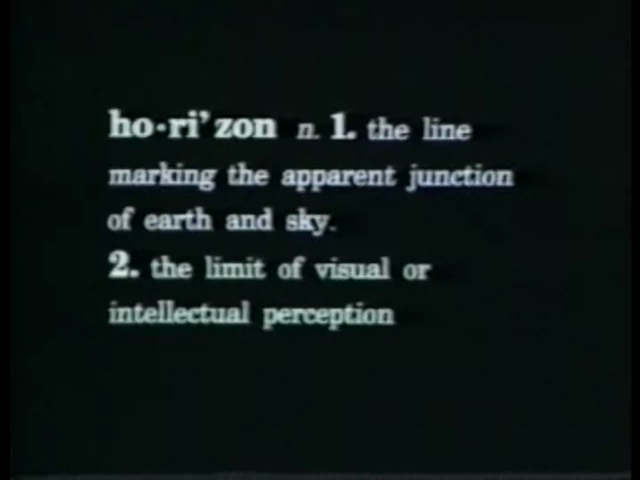 ho·ri′zon n. 1. the line
marking the apparent junction
of earth and sky.
2. the limit of visual or
intellectual perception